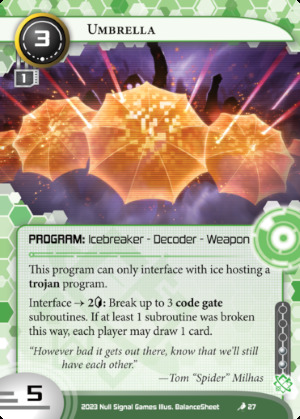 3
UMBRELLA
1
PROGRAM: Icebreaker - Decoder - Weapon
This program can only interface with ice hosting a
trojan program.
Interface → 2: Break up to 3 code gate
subroutines. If at least 1 subroutine was broken
this way, each player may draw 1 card.
“However bad it gets out there, know that we'll still
have each other.”
—Tom “Spider” Milhas
5
2023 Null Signal Games Illus. BalanceSheet
27